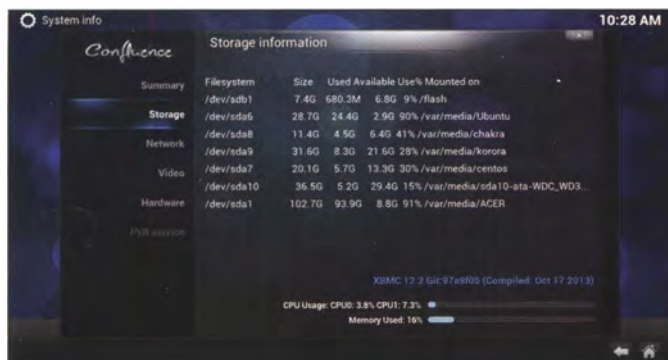 System info
10:28 AM
Confluence
Storage information
Summary
Storage
Network
Video
Hardware
PVR service
Filesystem Size Used Available Use% Mounted on
/dev/sdb1 7.4G 680.3M 6.8G 9% /flash
/dev/sda6 28.7G 24.4G 2.9G 90% /var/media/Ubuntu
/dev/sda8 11.4G 4.5G 6.4G 41% /var/media/chakra
/dev/sda9 31.6G 8.3G 21.6G 28% /var/media/korora
/dev/sda7 20.1G 5.7G 13.3G 30% /var/media/centos
/dev/sda10 36.5G 5.2G 29.4G 15% /var/media/sda10-ata-WDC_WD3...
/dev/sda1 102.7G 93.9G 8.8G 91% /var/media/ACER
XBMC 12.2 Git:97a9f05 (Compiled: Oct 17 2013)
CPU Usage: CPU0: 3.8% CPU1: 7.3%
Memory Used: 16%